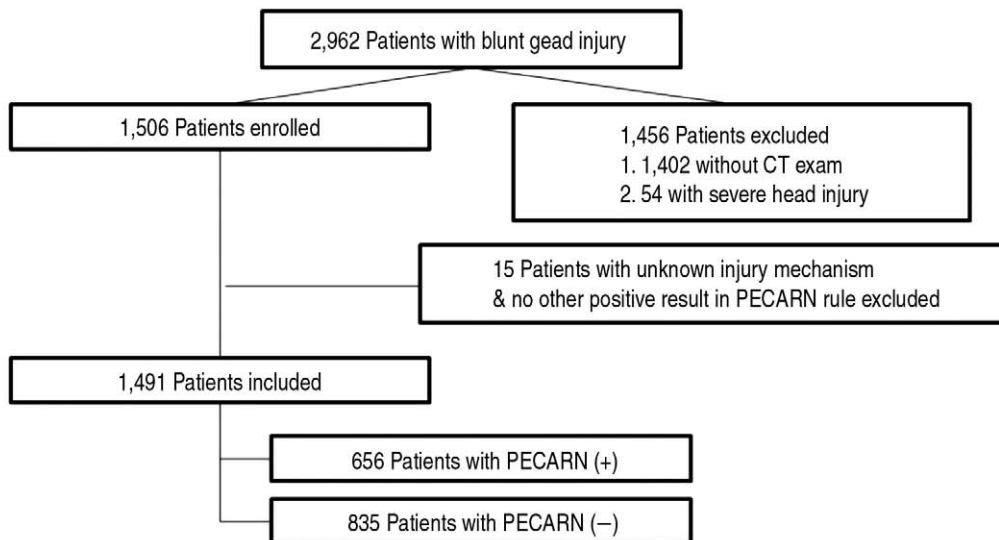 2,962 Patients with blunt gead injury
1,506 Patients enrolled
1,456 Patients excluded
1. 1,402 without CT exam
2. 54 with severe head injury
15 Patients with unknown injury mechanism
& no other positive result in PECARN rule excluded
1,491 Patients included
656 Patients with PECARN (+)
835 Patients with PECARN (−)